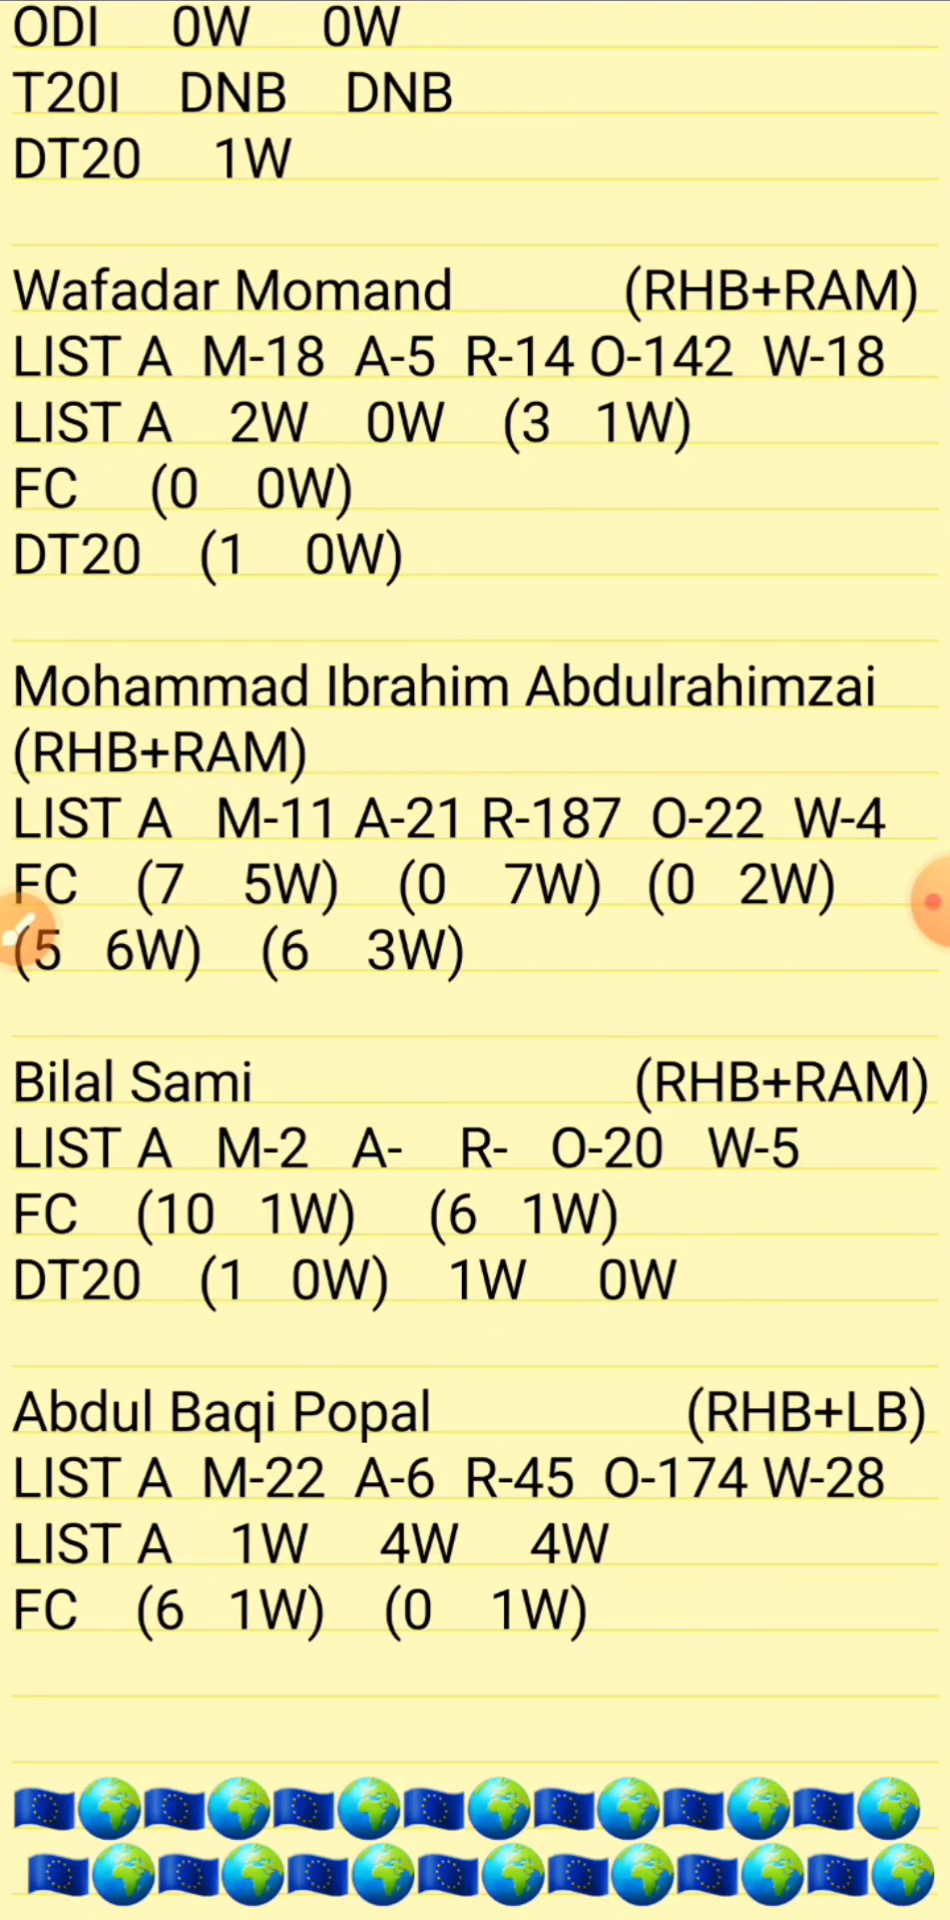 ODI 0W 0W
T20I DNB DNB
DT20 1W
Wafadar Momand (RHB+RAM)
LIST A M-18 A-5 R-14 O-142 W-18
LIST A 2W 0W (3 1W)
FC (0 0W)
DT20 (1 0W)
Mohammad Ibrahim Abdulrahimzai
(RHB+RAM)
LIST A M-11 A-21 R-187 O-22 W-4
FC (7 5W) (0 7W) (0 2W)
(5 6W) (6 3W)
Bilal Sami (RHB+RAM)
LIST A M-2 A- R- O-20 W-5
FC (10 1W) (6 1W)
DT20 (1 0W) 1W 0W
Abdul Baqi Popal (RHB+LB)
LIST A M-22 A-6 R-45 O-174 W-28
LIST A 1W 4W 4W
FC (6 1W) (0 1W)